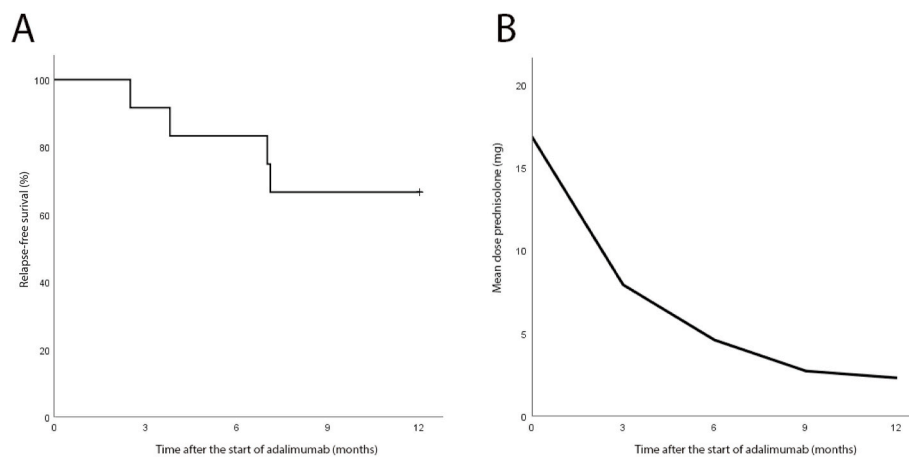 A
Relapse-free surival (%)
100
80
60
40
20
0
0 3 6 9 12
Time after the start of adalimumab (months)
B
Mean dose prednisolone (mg)
20
15
10
5
0
0 3 6 9 12
Time after the start of adalimumab (months)